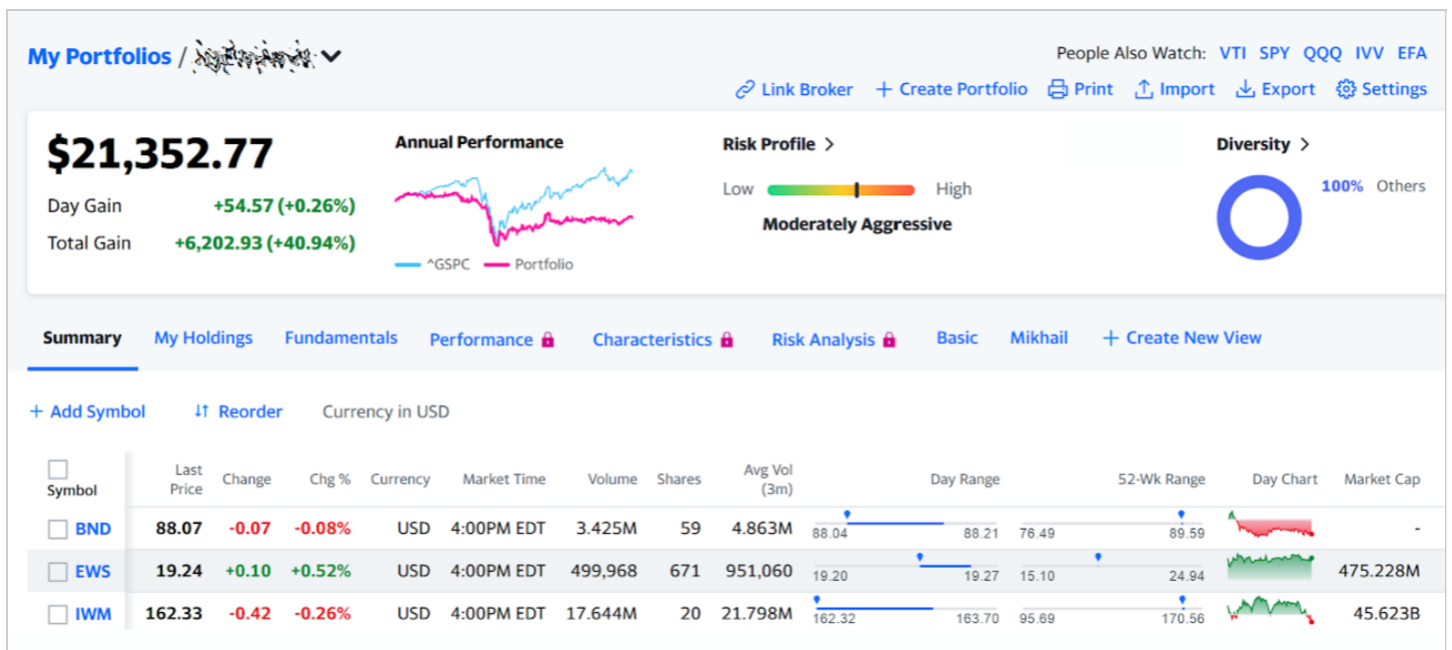 My Portfolios /
People Also Watch: VTI SPY QQQ IVV EFA
Link Broker + Create Portfolio Print Import Export Settings
$21,352.77
Day Gain +54.57 (+0.26%)
Total Gain +6,202.93 (+40.94%)
Annual Performance
^GSPC Portfolio
Risk Profile >
Low High
Moderately Aggressive
Diversity >
100% Others
Summary My Holdings Fundamentals Performance Characteristics Risk Analysis Basic Mikhail + Create New View
+ Add Symbol Reorder Currency in USD
Symbol Last Price Change Chg % Currency Market Time Volume Shares Avg Vol (3m) Day Range 52-Wk Range Day Chart Market Cap
BND 88.07 -0.07 -0.08% USD 4:00PM EDT 3.425M 59 4.863M 88.04 88.21 76.49 89.59 -
EWS 19.24 +0.10 +0.52% USD 4:00PM EDT 499,968 671 951,060 19.20 19.27 15.10 24.94 475.228M
IWM 162.33 -0.42 -0.26% USD 4:00PM EDT 17.644M 20 21.798M 162.32 163.70 95.69 170.56 45.623B